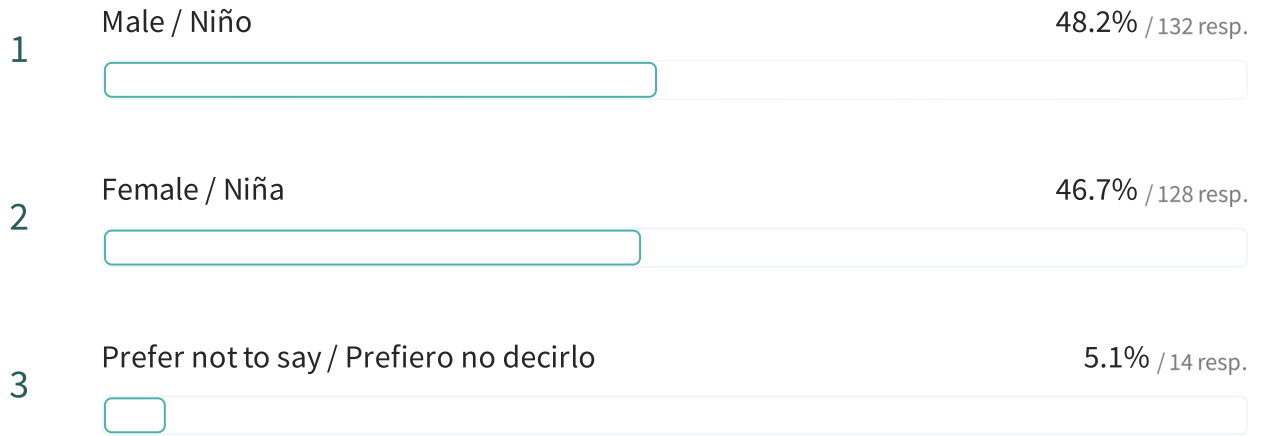 1
Male / Niño
48.2% / 132 resp.
2
Female / Niña
46.7% / 128 resp.
3
Prefer not to say / Prefiero no decirlo
5.1% / 14 resp.